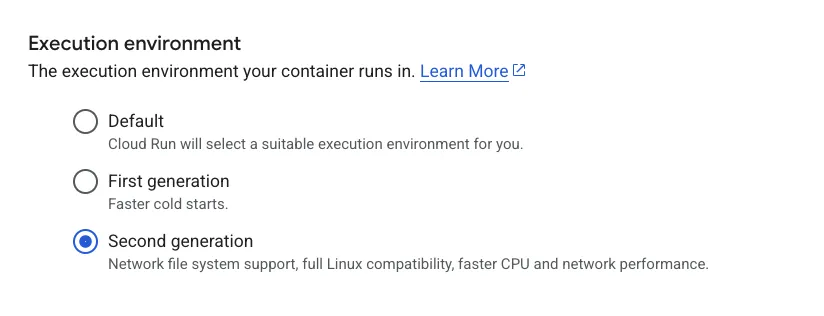 Execution environment
The execution environment your container runs in. Learn More
Default
Cloud Run will select a suitable execution environment for you.
First generation
Faster cold starts.
Second generation
Network file system support, full Linux compatibility, faster CPU and network performance.